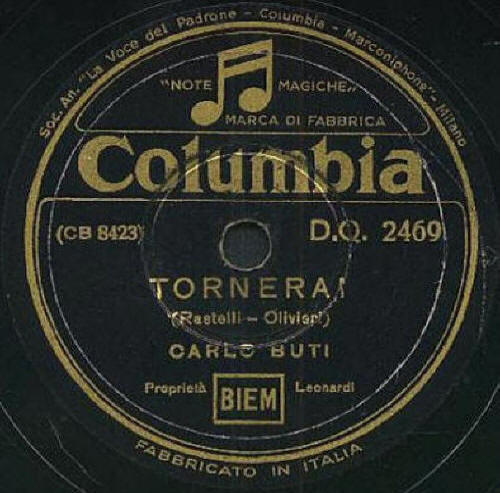 Soc. An. "La Voce del Padrone - Columbia - Marconiphone" - Milano
"NOTE MAGICHE"
MARCA DI FABBRICA
Columbia
(CB 8423) D.Q. 2469
TORNERAI
(Rastelli - Olivieri)
CARLO BUTI
Proprietà BIEM Leonardi
FABBRICATO IN ITALIA